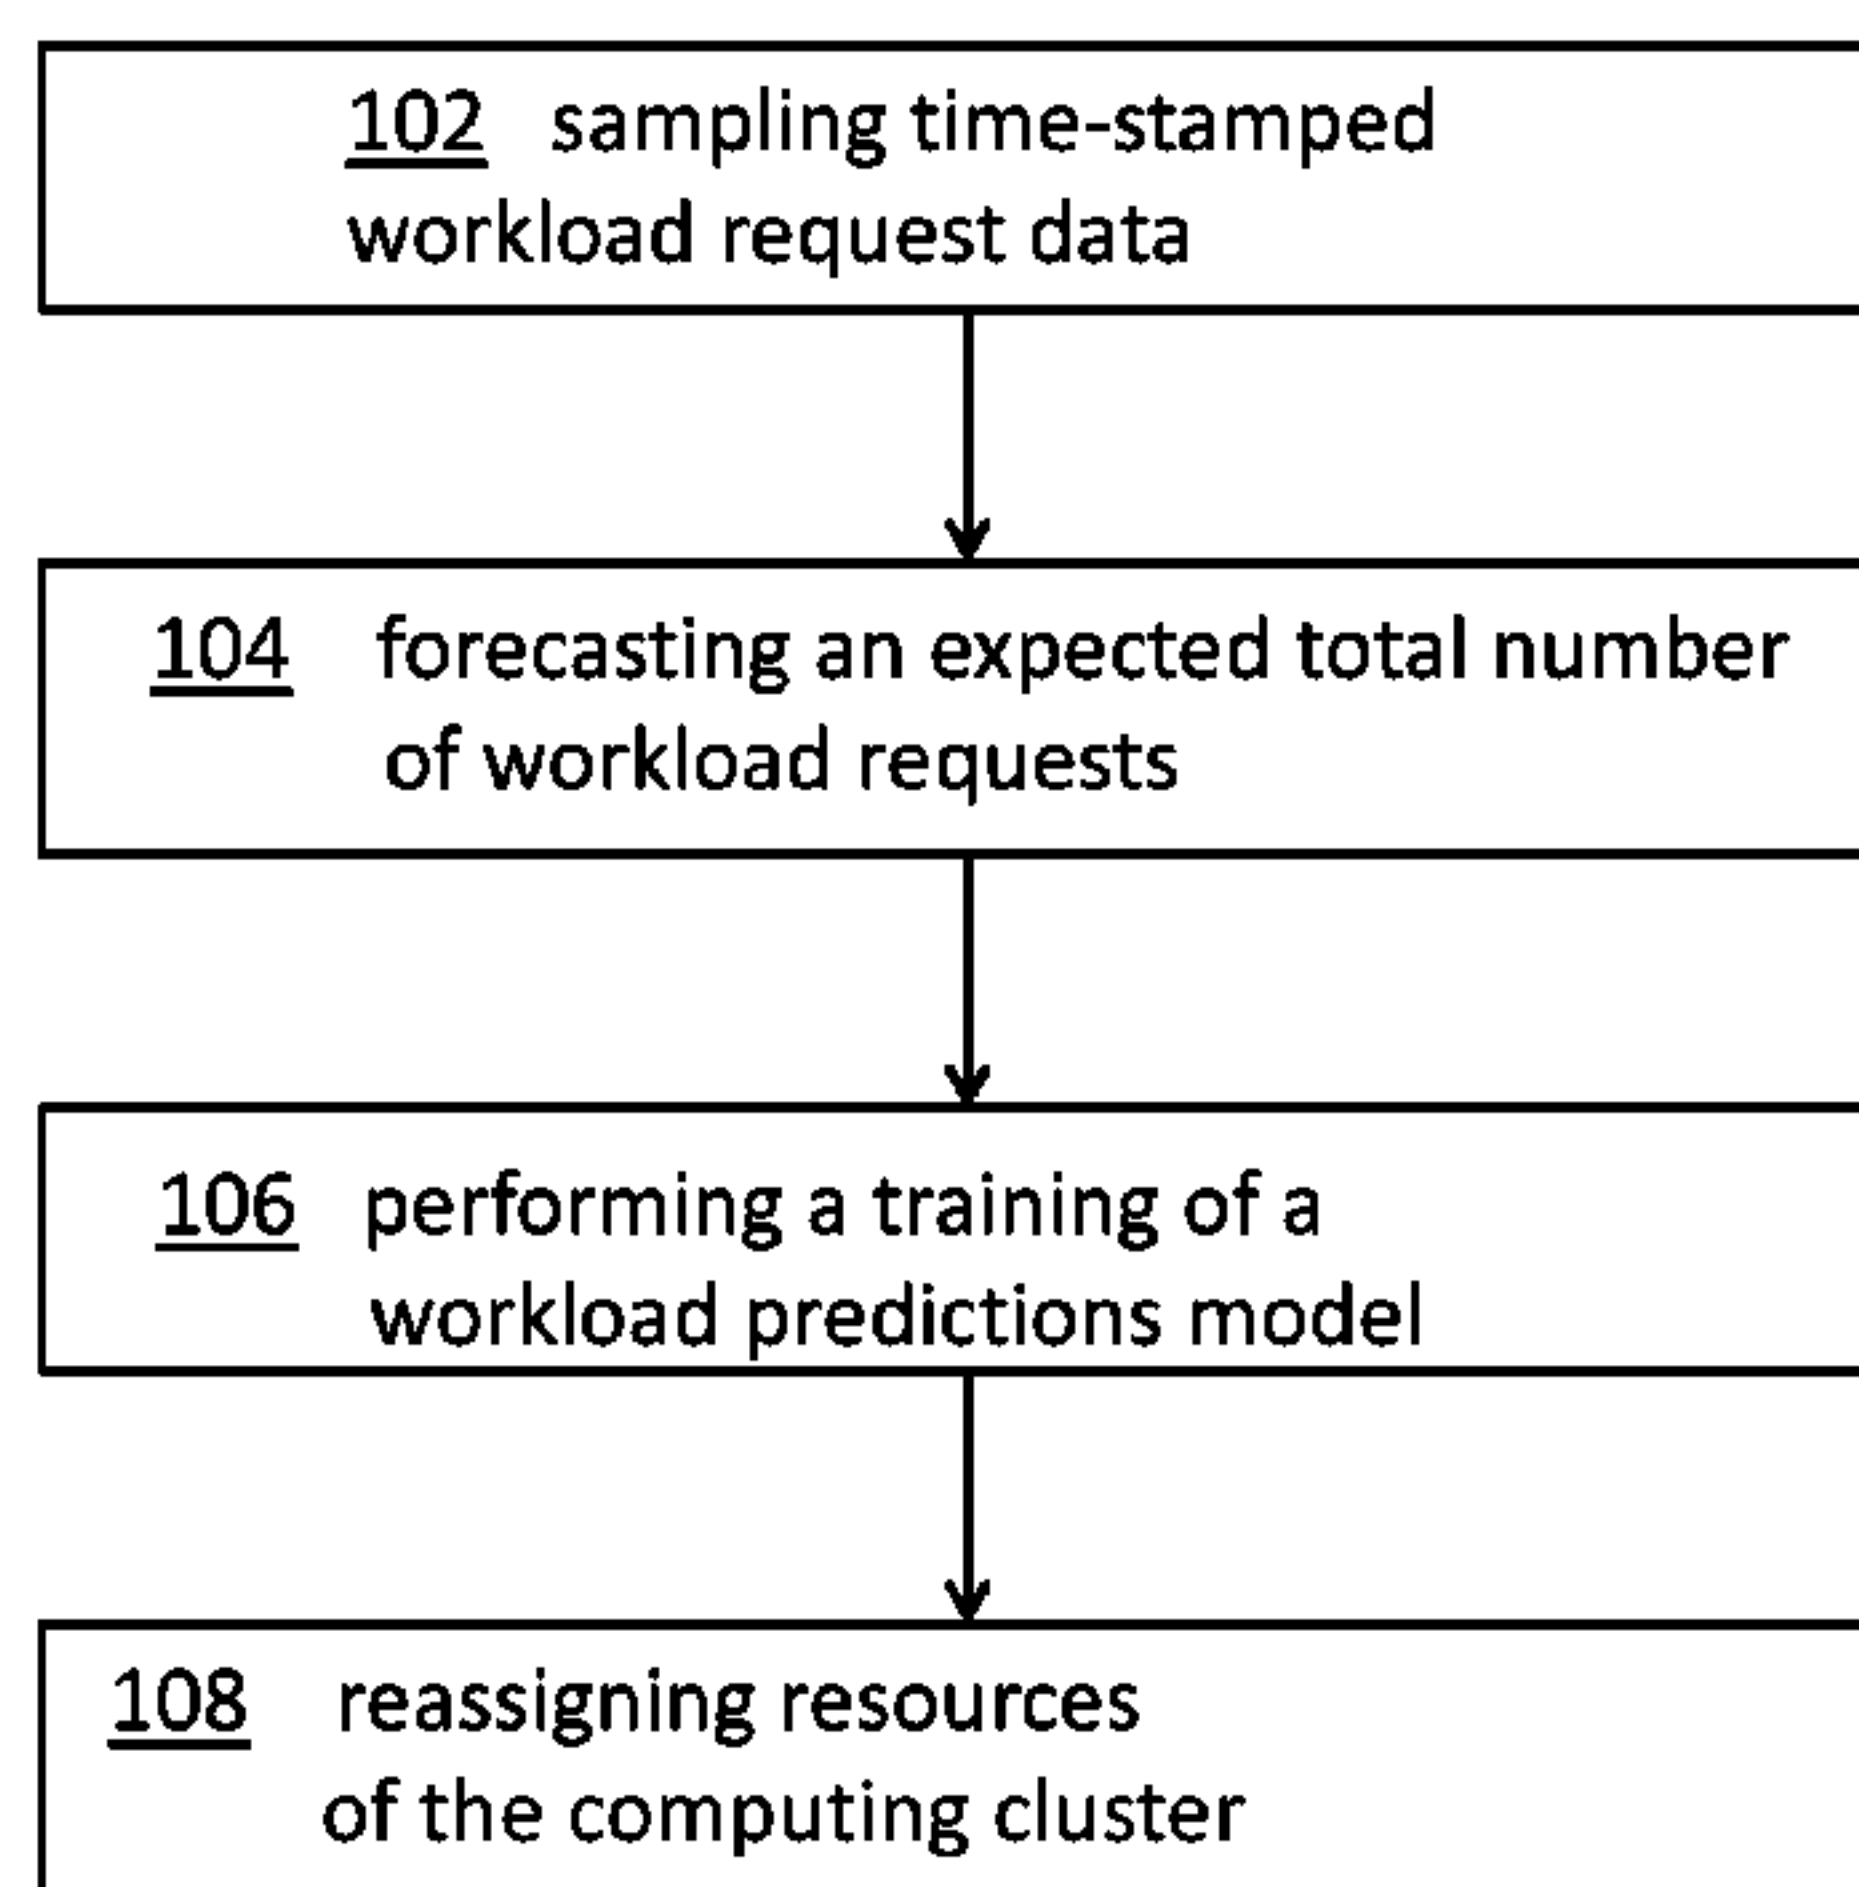 102 sampling time-stamped
workload request data
104 forecasting an expected total number
of workload requests
106 performing a training of a
workload predictions model
108 reassigning resources
of the computing cluster